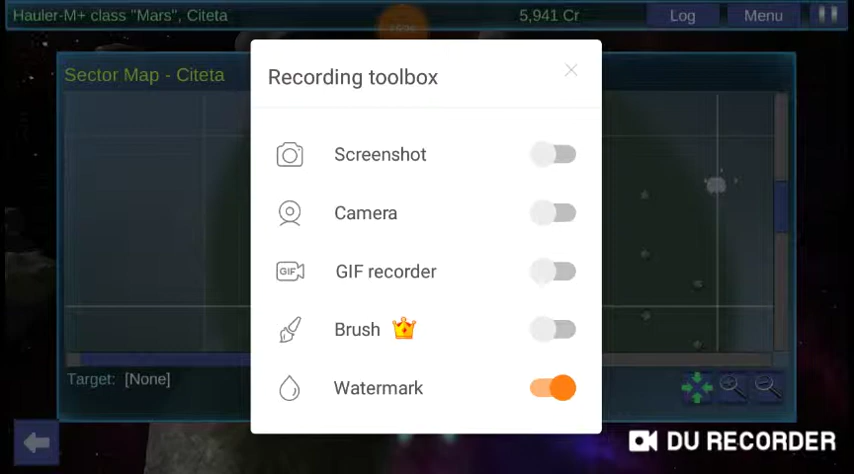 Hauler-M+ class "Mars", Citeta
5,941 Cr
Log
Menu
Sector Map - Citeta
Recording toolbox
Screenshot
Camera
GIF
GIF recorder
Brush
Watermark
Target: [None]
DU RECORDER